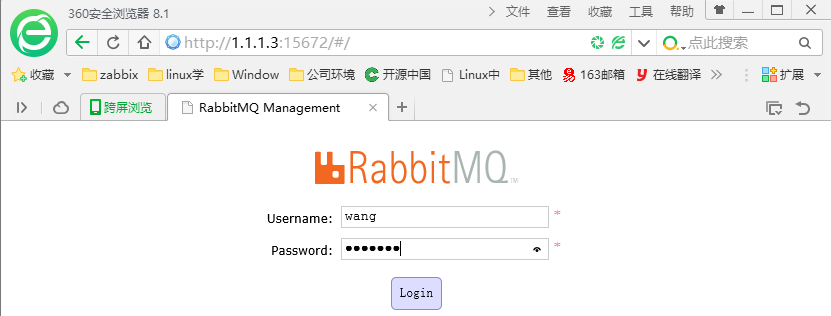 360安全浏览器 8.1 文件 查看 收藏 工具 帮助
http://1.1.1.3:15672/#/ 点此搜索
收藏 zabbix linux学 Window 公司环境 开源中国 Linux中 其他 163邮箱 在线翻译 扩展
跨屏浏览 RabbitMQ Management
RabbitMQ™
Username: wang *
Password: ••••••• *
Login